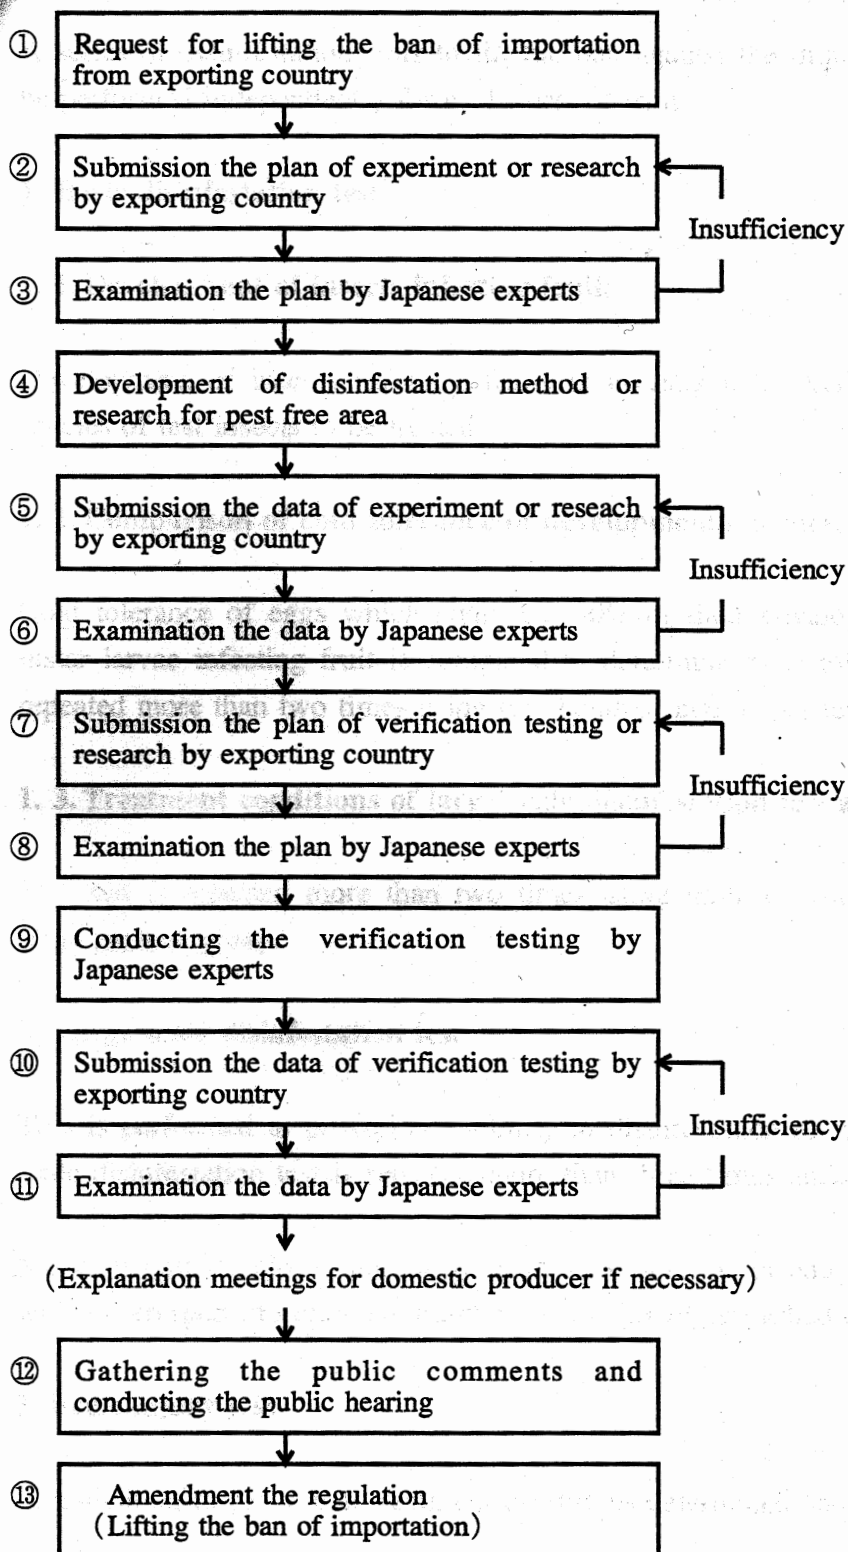 ① Request for lifting the ban of importation
from exporting country
② Submission the plan of experiment or research
by exporting country
Insufficiency
③ Examination the plan by Japanese experts
④ Development of disinfestation method or
research for pest free area
⑤ Submission the data of experiment or reseach
by exporting country
Insufficiency
⑥ Examination the data by Japanese experts
⑦ Submission the plan of verification testing or
research by exporting country
Insufficiency
⑧ Examination the plan by Japanese experts
⑨ Conducting the verification testing by
Japanese experts
⑩ Submission the data of verification testing by
exporting country
Insufficiency
⑪ Examination the data by Japanese experts
(Explanation meetings for domestic producer if necessary)
⑫ Gathering the public comments and
conducting the public hearing
⑬ Amendment the regulation
(Lifting the ban of importation)